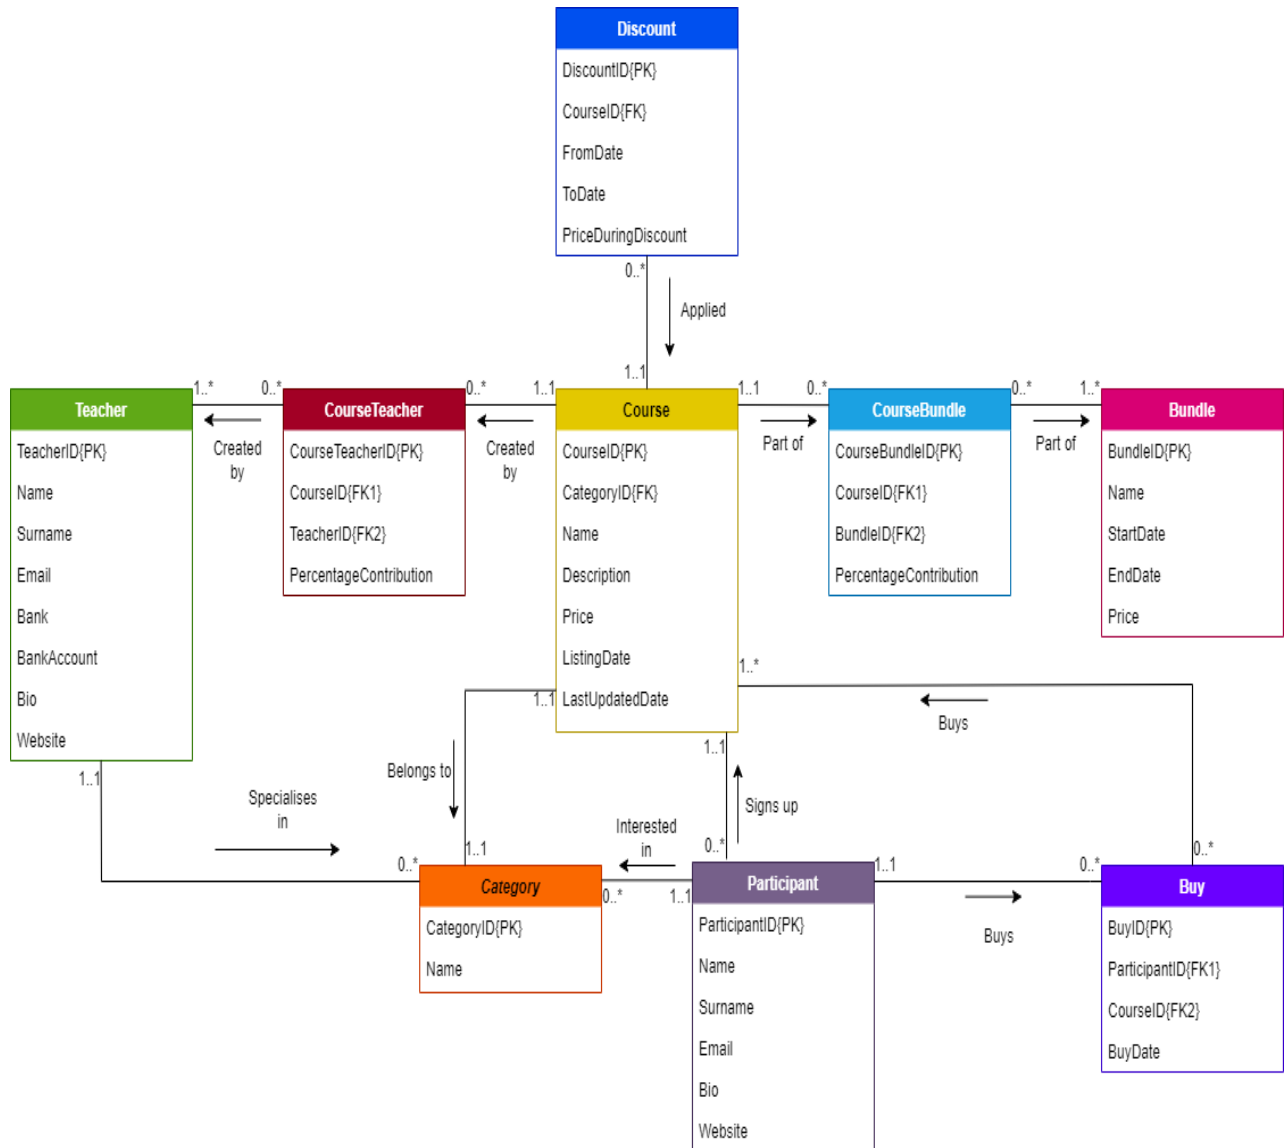 Discount
DiscountID{PK}
CourseID{FK}
FromDate
ToDate
PriceDuringDiscount
0..*
Applied
1..1
1..*
0..*
Teacher
TeacherID{PK}
Name
Surname
Email
Bank
BankAccount
Bio
Website
1..1
Created
by
CourseTeacher
CourseTeacherID{PK}
CourseID{FK1}
TeacherID{FK2}
PercentageContribution
0..*
1..1
Created
by
Course
CourseID{PK}
CategoryID{FK}
Name
Description
Price
ListingDate
LastUpdatedDate
1..1
0..*
Part of
CourseBundle
CourseBundleID{PK}
CourseID{FK1}
BundleID{FK2}
PercentageContribution
0..*
1..*
Part of
Bundle
BundleID{PK}
Name
StartDate
EndDate
Price
1..*
Buys
1..1
Belongs to
1..1
1..1
Signs up
0..*
Specialises
in
0..*
Interested
in
0..*
1..1
Category
CategoryID{PK}
Name
Participant
ParticipantID{PK}
Name
Surname
Email
Bio
Website
1..1
0..*
Buys
0..*
Buy
BuyID{PK}
ParticipantID{FK1}
CourseID{FK2}
BuyDate